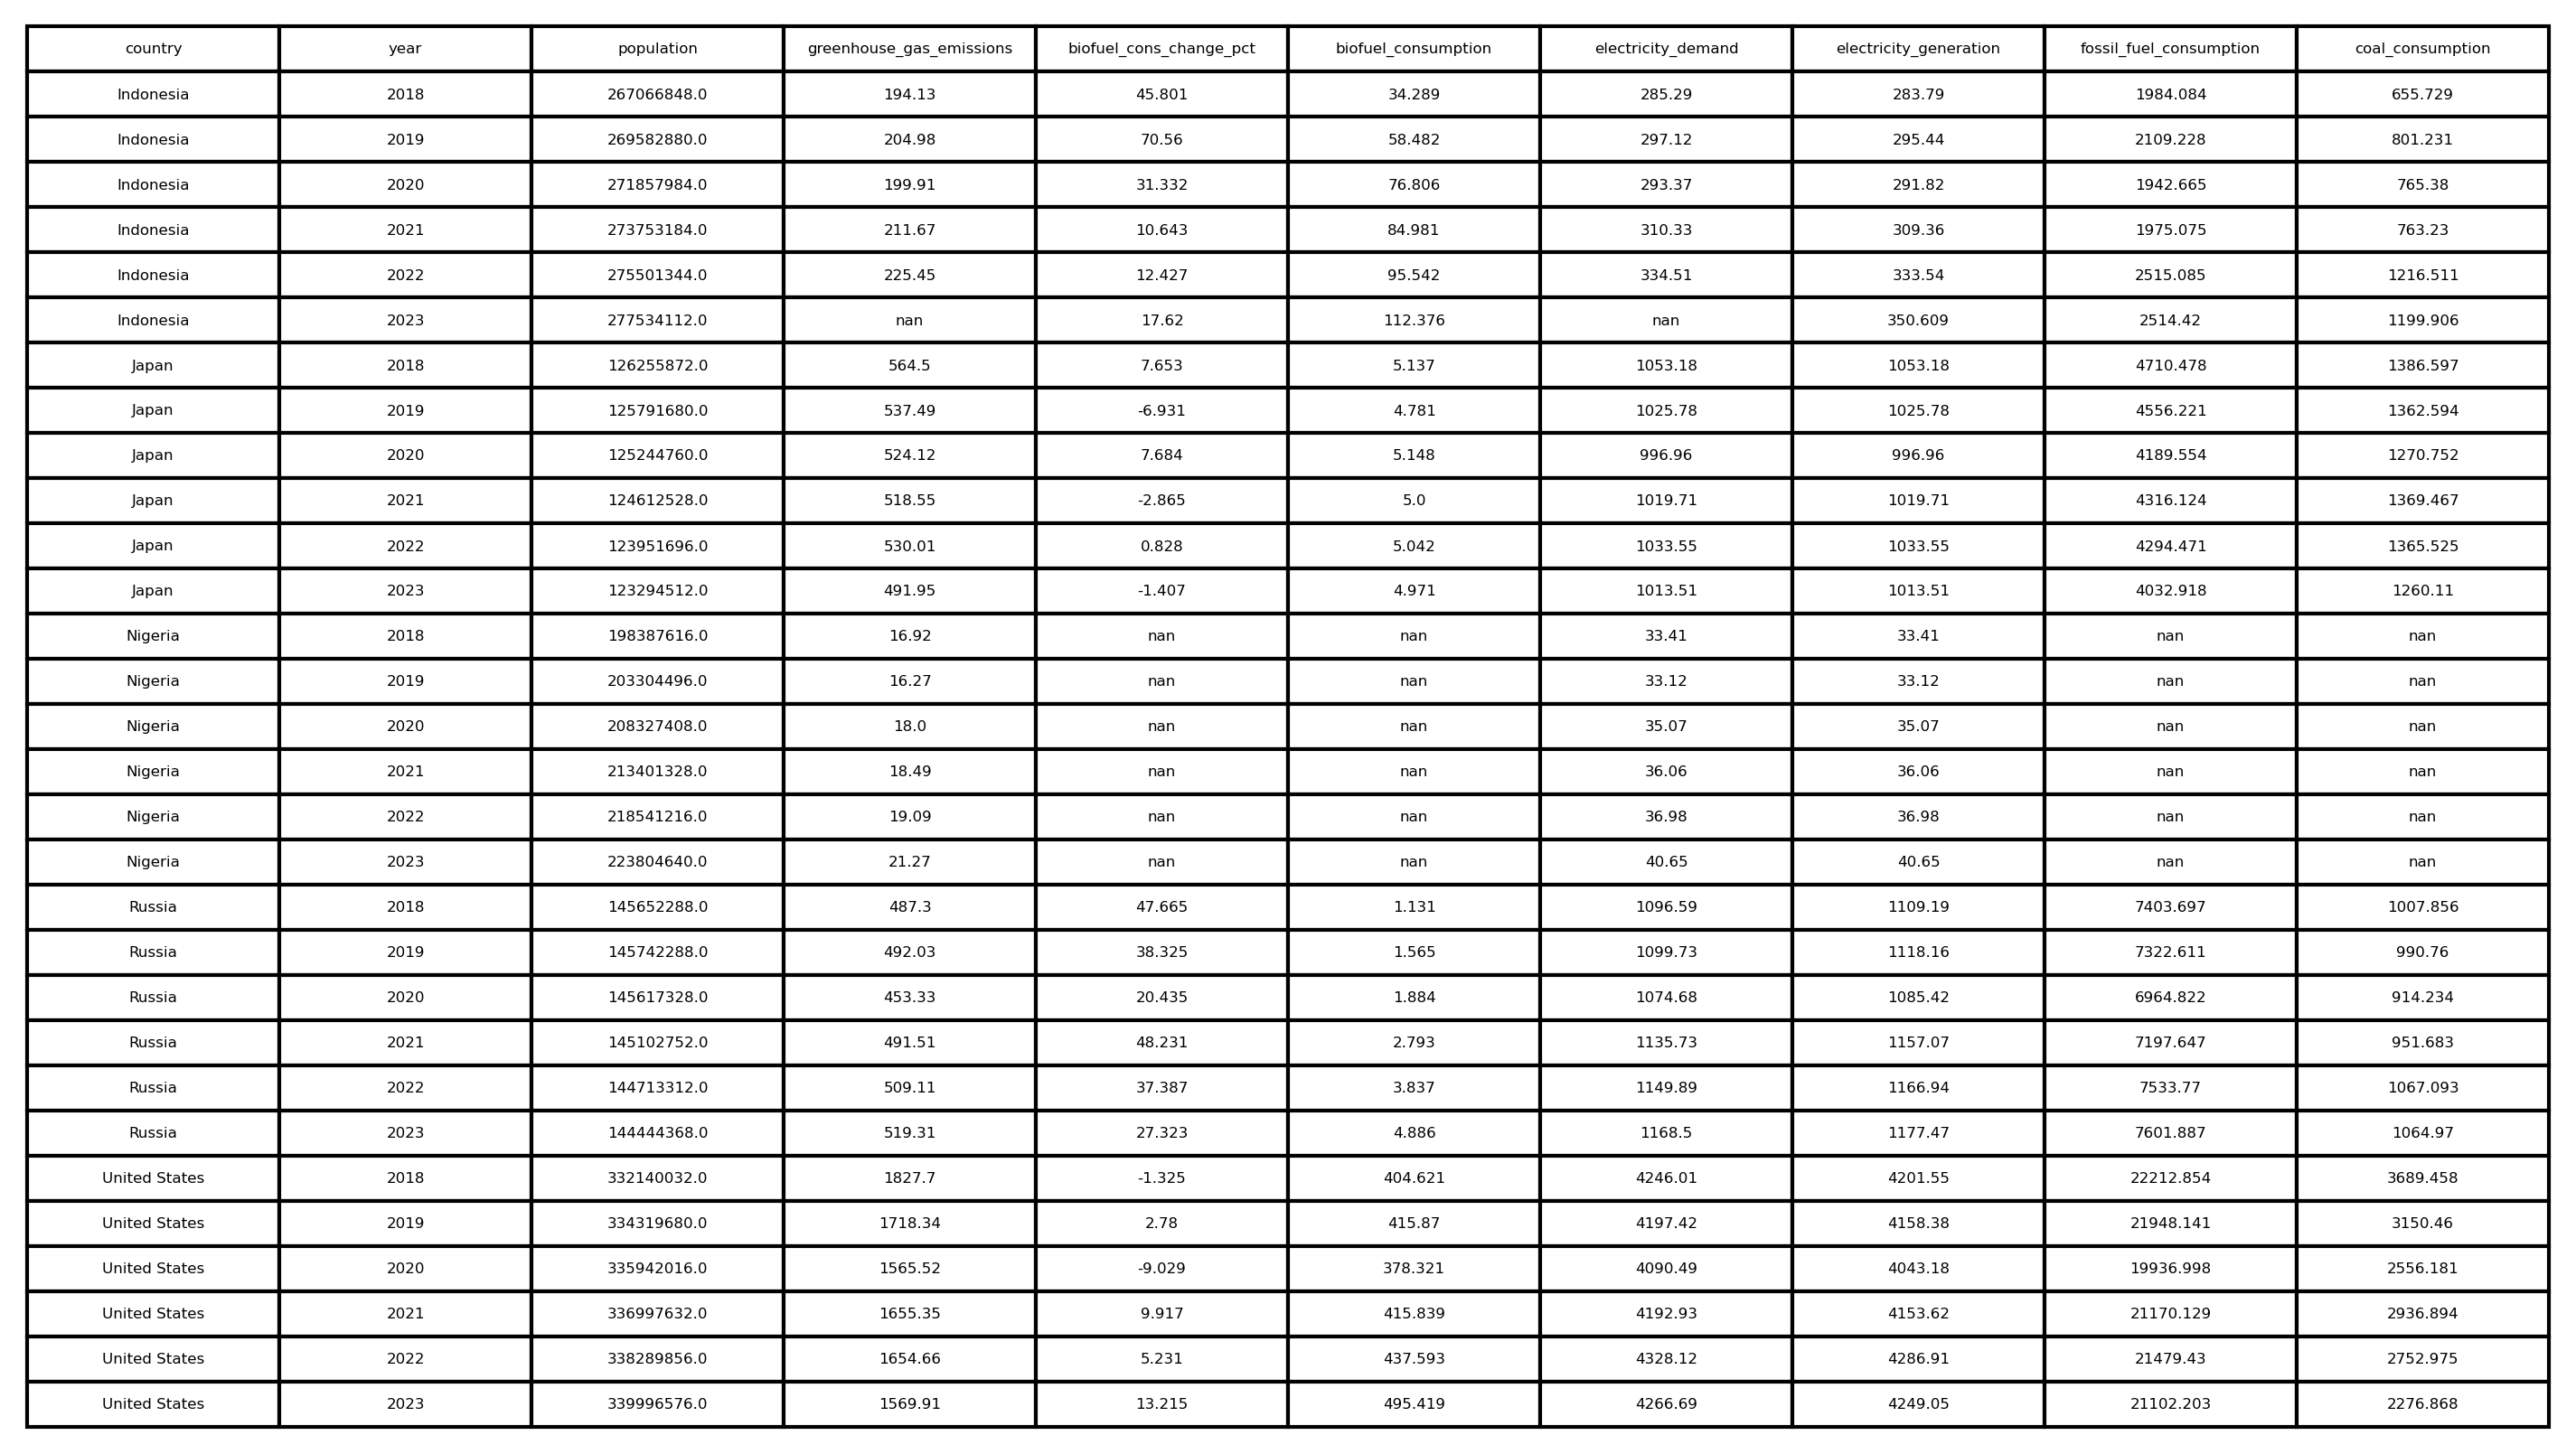 country year population greenhouse_gas_emissions biofuel_cons_change_pct biofuel_consumption electricity_demand electricity_generation fossil_fuel_consumption coal_consumption
Indonesia 2018 267066848.0 194.13 45.801 34.289 285.29 283.79 1984.084 655.729
Indonesia 2019 269582880.0 204.98 70.56 58.482 297.12 295.44 2109.228 801.231
Indonesia 2020 271857984.0 199.91 31.332 76.806 293.37 291.82 1942.665 765.38
Indonesia 2021 273753184.0 211.67 10.643 84.981 310.33 309.36 1975.075 763.23
Indonesia 2022 275501344.0 225.45 12.427 95.542 334.51 333.54 2515.085 1216.511
Indonesia 2023 277534112.0 nan 17.62 112.376 nan 350.609 2514.42 1199.906
Japan 2018 126255872.0 564.5 7.653 5.137 1053.18 1053.18 4710.478 1386.597
Japan 2019 125791680.0 537.49 -6.931 4.781 1025.78 1025.78 4556.221 1362.594
Japan 2020 125244760.0 524.12 7.684 5.148 996.96 996.96 4189.554 1270.752
Japan 2021 124612528.0 518.55 -2.865 5.0 1019.71 1019.71 4316.124 1369.467
Japan 2022 123951696.0 530.01 0.828 5.042 1033.55 1033.55 4294.471 1365.525
Japan 2023 123294512.0 491.95 -1.407 4.971 1013.51 1013.51 4032.918 1260.11
Nigeria 2018 198387616.0 16.92 nan nan 33.41 33.41 nan nan
Nigeria 2019 203304496.0 16.27 nan nan 33.12 33.12 nan nan
Nigeria 2020 208327408.0 18.0 nan nan 35.07 35.07 nan nan
Nigeria 2021 213401328.0 18.49 nan nan 36.06 36.06 nan nan
Nigeria 2022 218541216.0 19.09 nan nan 36.98 36.98 nan nan
Nigeria 2023 223804640.0 21.27 nan nan 40.65 40.65 nan nan
Russia 2018 145652288.0 487.3 47.665 1.131 1096.59 1109.19 7403.697 1007.856
Russia 2019 145742288.0 492.03 38.325 1.565 1099.73 1118.16 7322.611 990.76
Russia 2020 145617328.0 453.33 20.435 1.884 1074.68 1085.42 6964.822 914.234
Russia 2021 145102752.0 491.51 48.231 2.793 1135.73 1157.07 7197.647 951.683
Russia 2022 144713312.0 509.11 37.387 3.837 1149.89 1166.94 7533.77 1067.093
Russia 2023 144444368.0 519.31 27.323 4.886 1168.5 1177.47 7601.887 1064.97
United States 2018 332140032.0 1827.7 -1.325 404.621 4246.01 4201.55 22212.854 3689.458
United States 2019 334319680.0 1718.34 2.78 415.87 4197.42 4158.38 21948.141 3150.46
United States 2020 335942016.0 1565.52 -9.029 378.321 4090.49 4043.18 19936.998 2556.181
United States 2021 336997632.0 1655.35 9.917 415.839 4192.93 4153.62 21170.129 2936.894
United States 2022 338289856.0 1654.66 5.231 437.593 4328.12 4286.91 21479.43 2752.975
United States 2023 339996576.0 1569.91 13.215 495.419 4266.69 4249.05 21102.203 2276.868